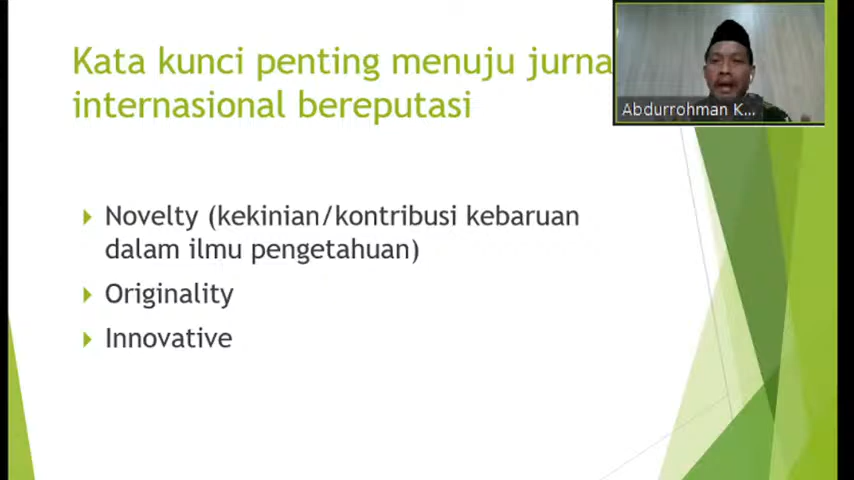 Kata kunci penting menuju jurna
internasional bereputasi
Abdurrohman K...
Novelty (kekinian/kontribusi kebaruan
dalam ilmu pengetahuan)
Originality
Innovative